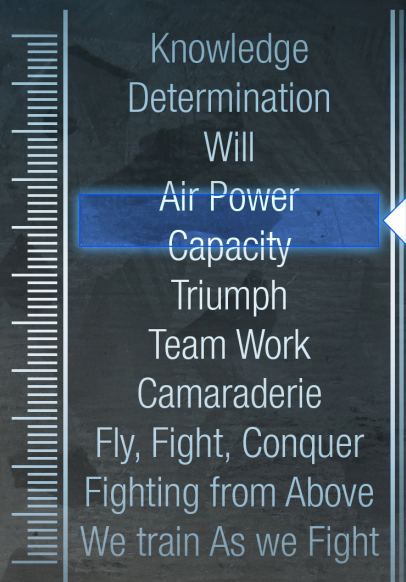 Knowledge
Determination
Will
Air Power
Capacity
Triumph
Team Work
Camaraderie
Fly, Fight, Conquer
Fighting from Above
We train As we Fight